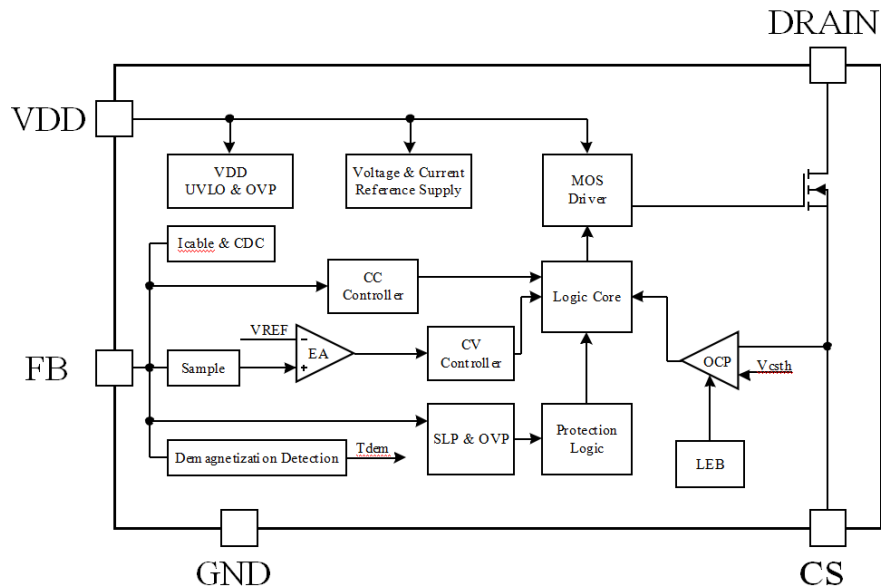 DRAIN
VDD
VDD
UVLO & OVP
Voltage & Current
Reference Supply
MOS
Driver
Icable & CDC
CC
Controller
Logic Core
VREF
−
EA
+
CV
Controller
OCP
Vcsth
FB
Sample
SLP & OVP
Protection
Logic
LEB
Demagnetization Detection
Tdem
GND
CS